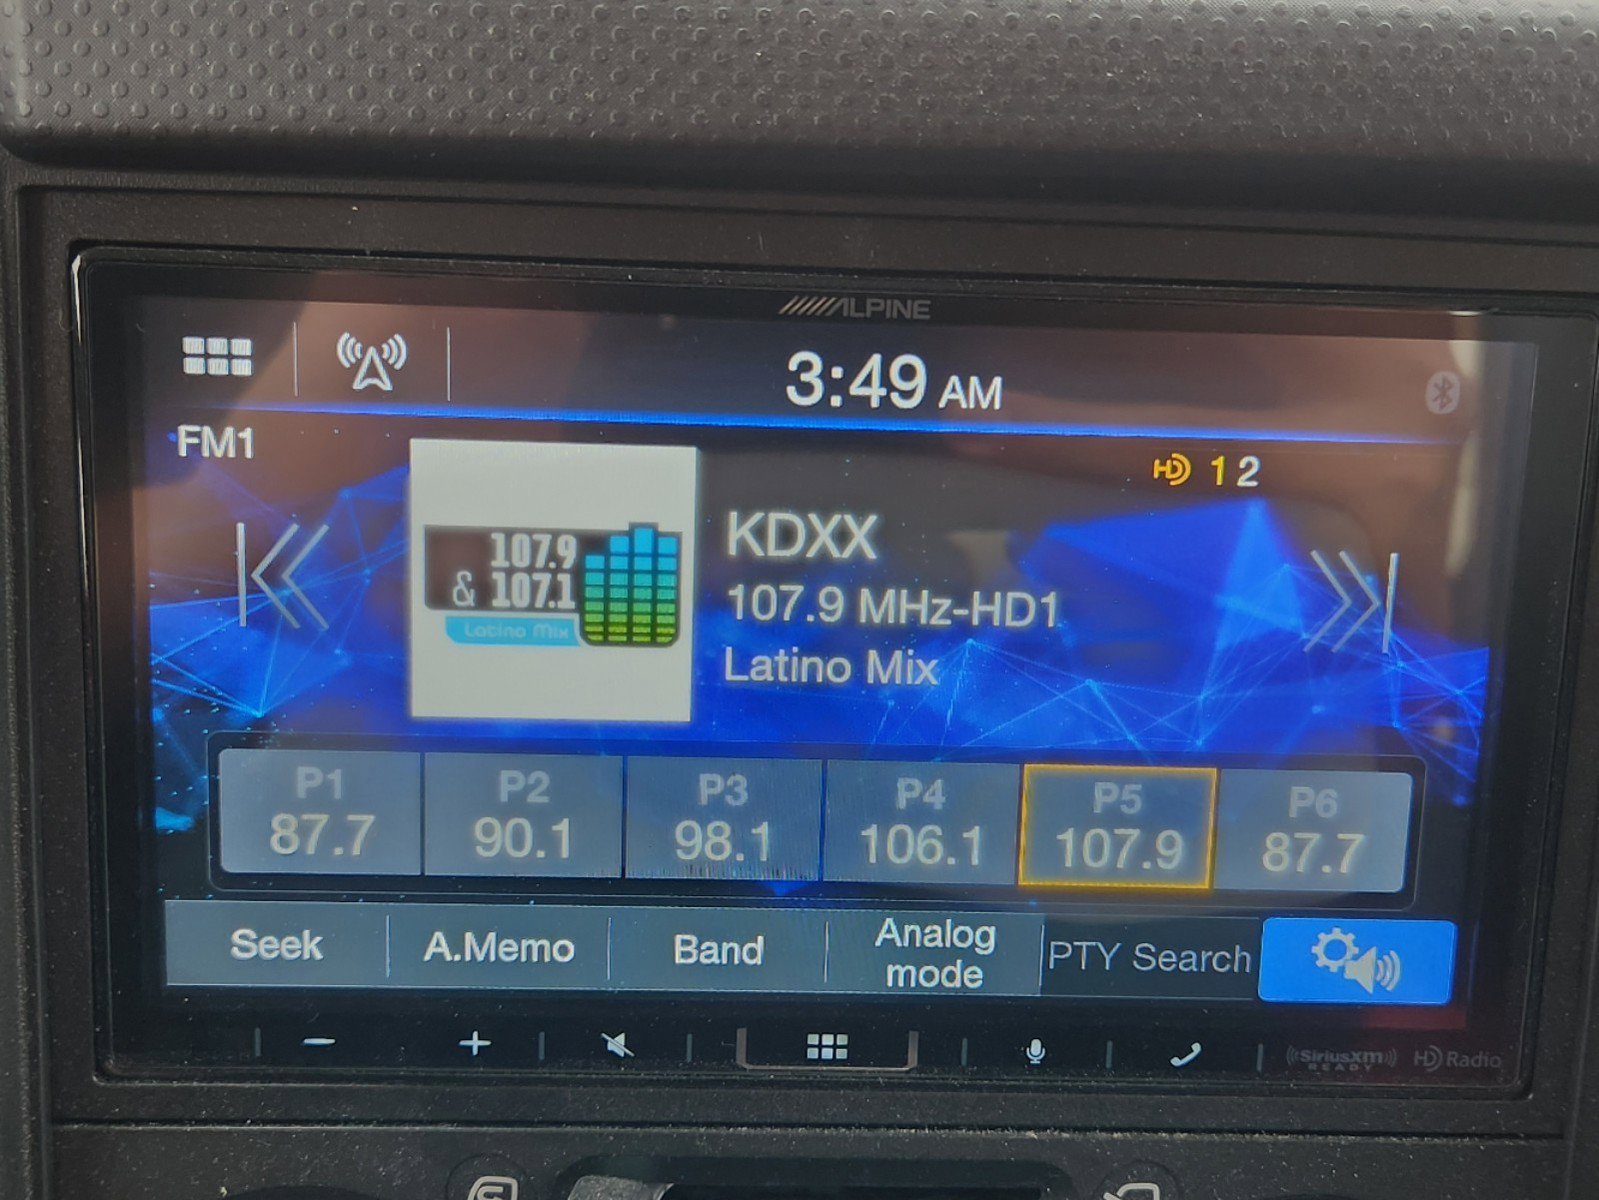 ALPINE
3:49 AM
FM1
HD 1 2
107.9
& 107.1
Latino Mix
KDXX
107.9 MHz-HD1
Latino Mix
P1 P2 P3 P4 P5 P6
87.7 90.1 98.1 106.1 107.9 87.7
Seek A.Memo Band Analog mode PTY Search
SiriusXM READY HD Radio